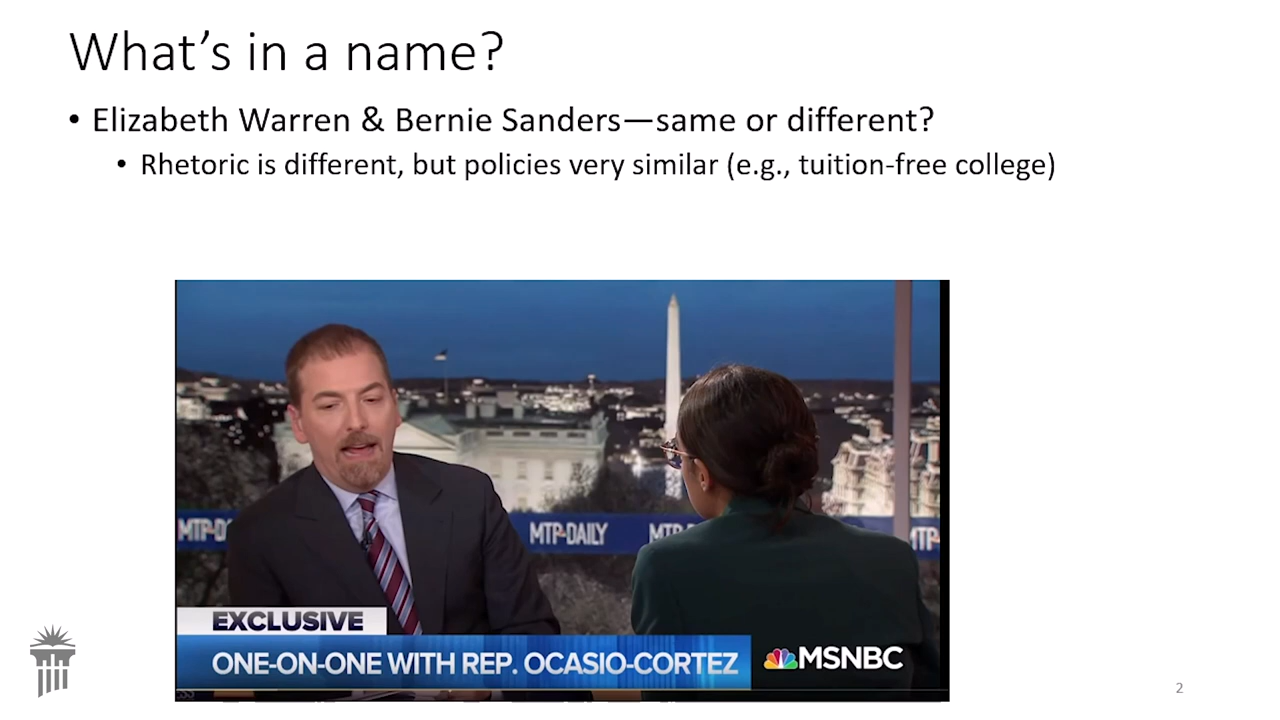 What's in a name?
• Elizabeth Warren & Bernie Sanders—same or different?
• Rhetoric is different, but policies very similar (e.g., tuition-free college)
MTP-DAILY
EXCLUSIVE
ONE-ON-ONE WITH REP. OCASIO-CORTEZ
MSNBC
2